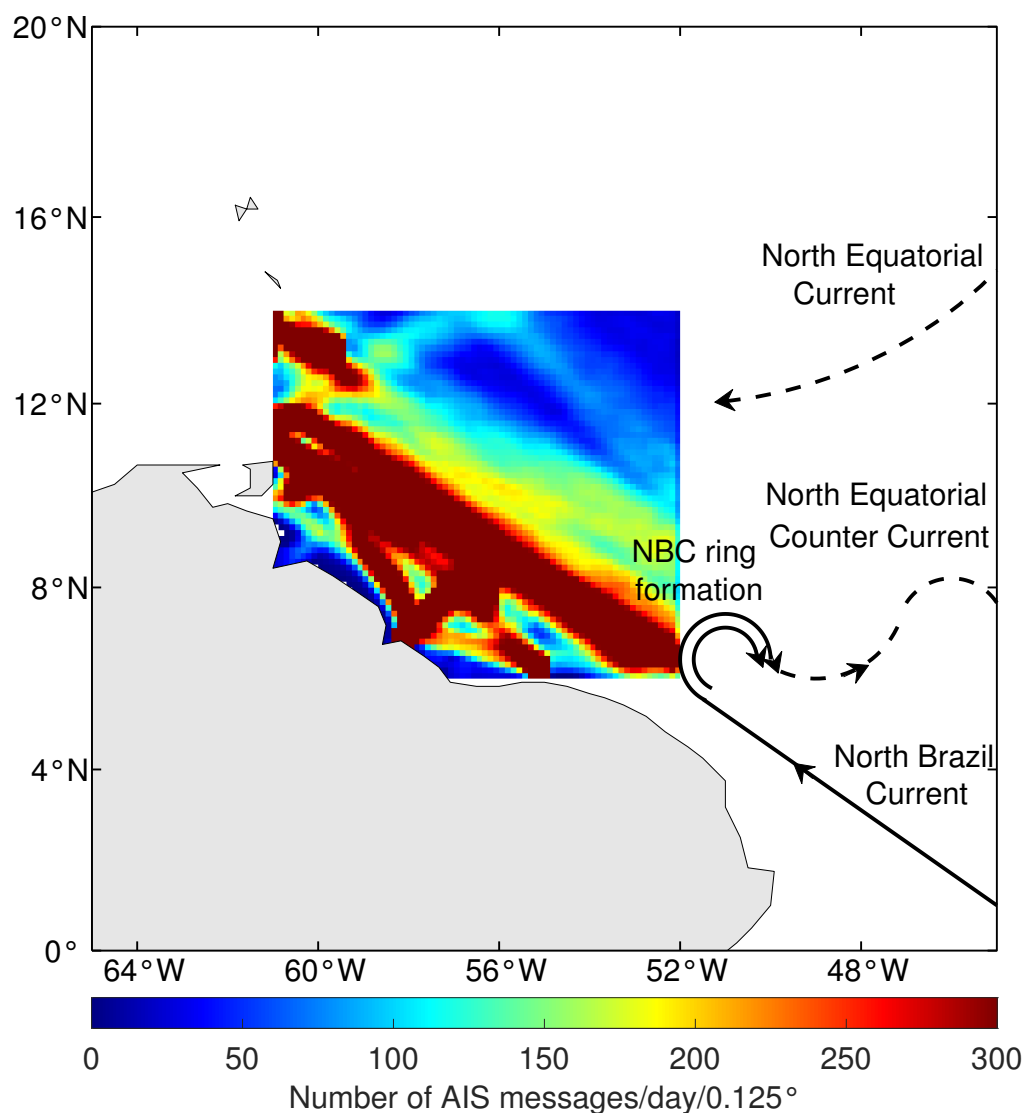 20°N
16°N
North Equatorial
Current
12°N
North Equatorial
Counter Current
NBC ring
formation
8°N
North Brazil
Current
4°N
0°
64°W 60°W 56°W 52°W 48°W
0 50 100 150 200 250 300
Number of AIS messages/day/0.125°